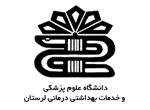 دانشگاه علوم پزشکی
و خدمات بهداشتی درمانی لرستان